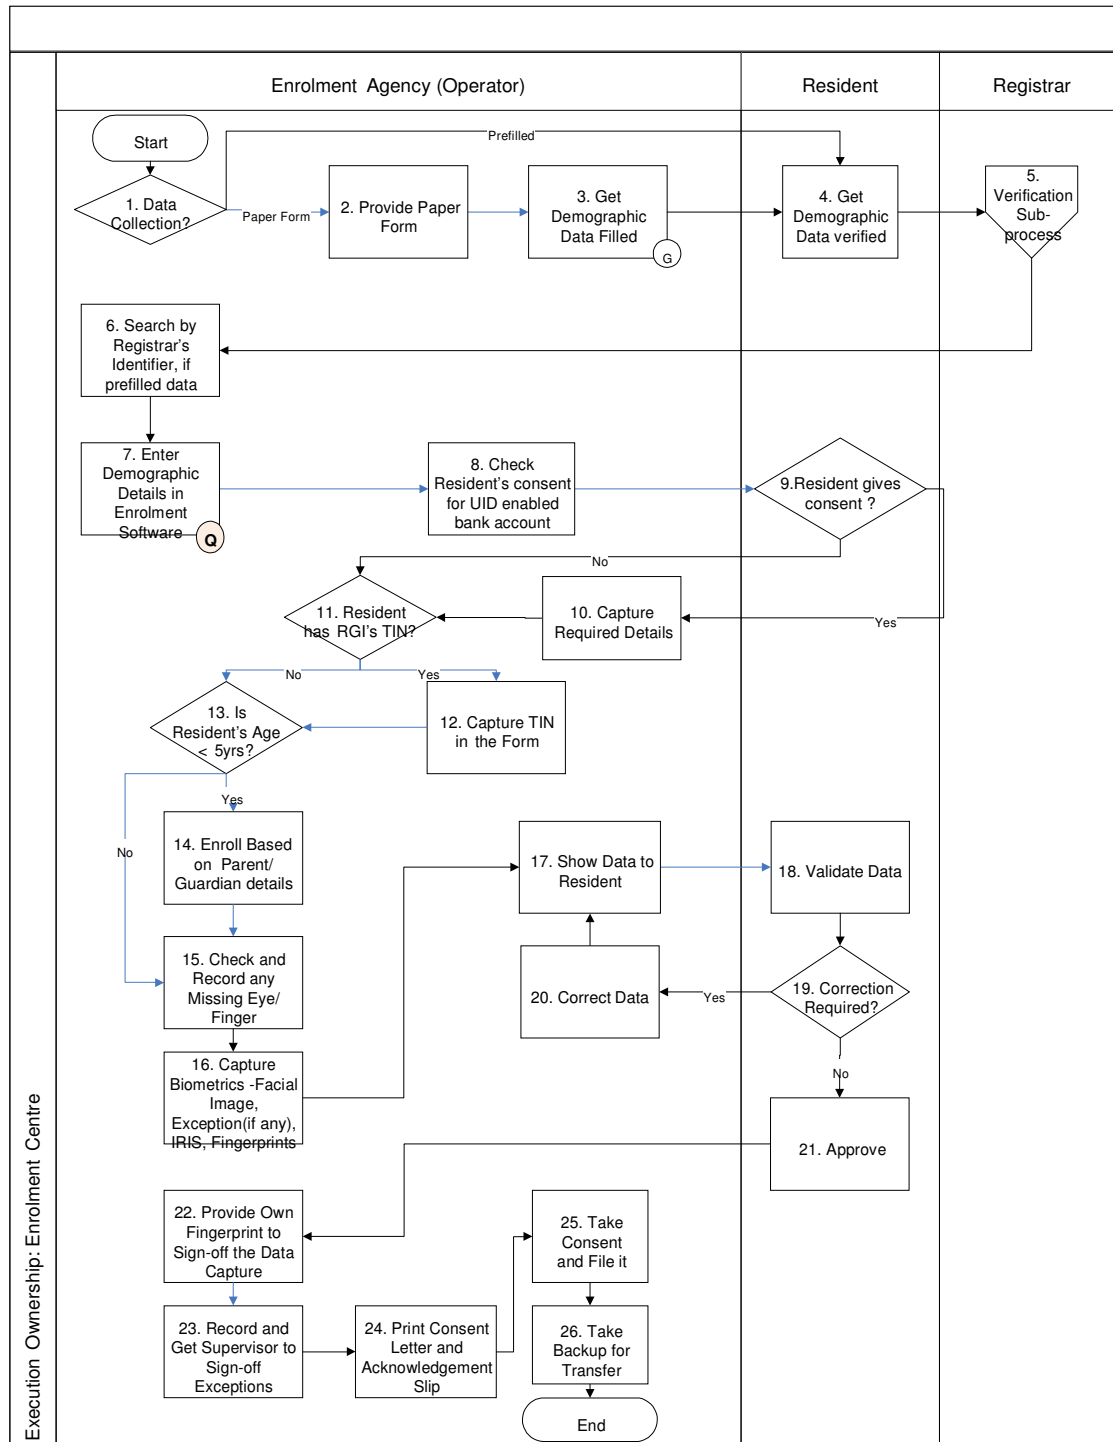 Enrolment Agency (Operator)
Resident
Registrar
Start
Prefilled
1. Data
Collection?
Paper Form
2. Provide Paper
Form
3. Get
Demographic
Data Filled
G
4. Get
Demographic
Data verified
5.
Verification
Sub-
process
6. Search by
Registrar's
Identifier, if
prefilled data
7. Enter
Demographic
Details in
Enrolment
Software
Q
8. Check
Resident's consent
for UID enabled
bank account
9.Resident gives
consent ?
No
Yes
10. Capture
Required Details
11. Resident
has RGI's TIN?
No
Yes
12. Capture TIN
in the Form
13. Is
Resident's Age
< 5yrs?
Yes
No
14. Enroll Based
on Parent/
Guardian details
15. Check and
Record any
Missing Eye/
Finger
16. Capture
Biometrics -Facial
Image,
Exception(if any),
IRIS, Fingerprints
17. Show Data to
Resident
18. Validate Data
19. Correction
Required?
Yes
20. Correct Data
No
21. Approve
22. Provide Own
Fingerprint to
Sign-off the Data
Capture
23. Record and
Get Supervisor to
Sign-off
Exceptions
24. Print Consent
Letter and
Acknowledgement
Slip
25. Take
Consent
and File it
26. Take
Backup for
Transfer
End
Execution Ownership: Enrolment Centre